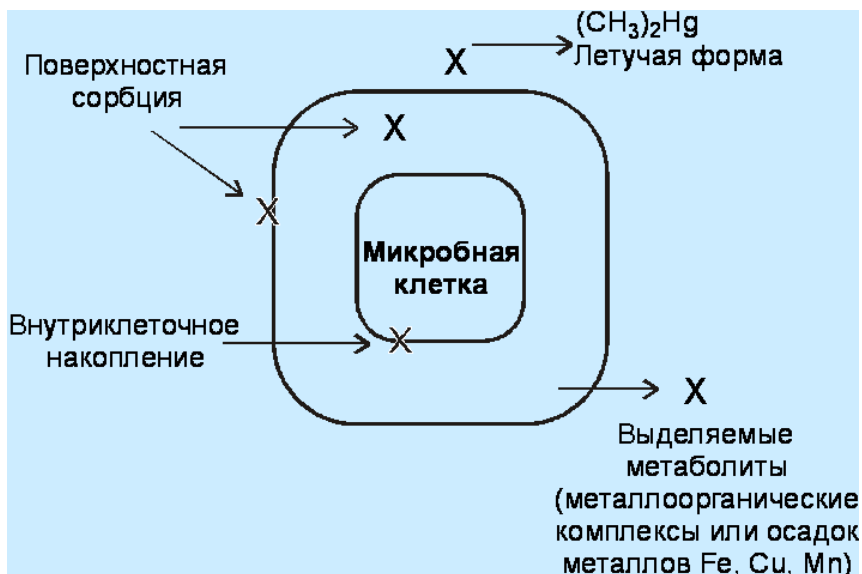 (CH3)2Hg
X
Летучая форма
Поверхностная
сорбция
X
X
Микробная
клетка
Внутриклеточное
накопление
X
X
Выделяемые
метаболиты
(металлоорганические
комплексы или осадок
металлов Fe, Cu, Mn)